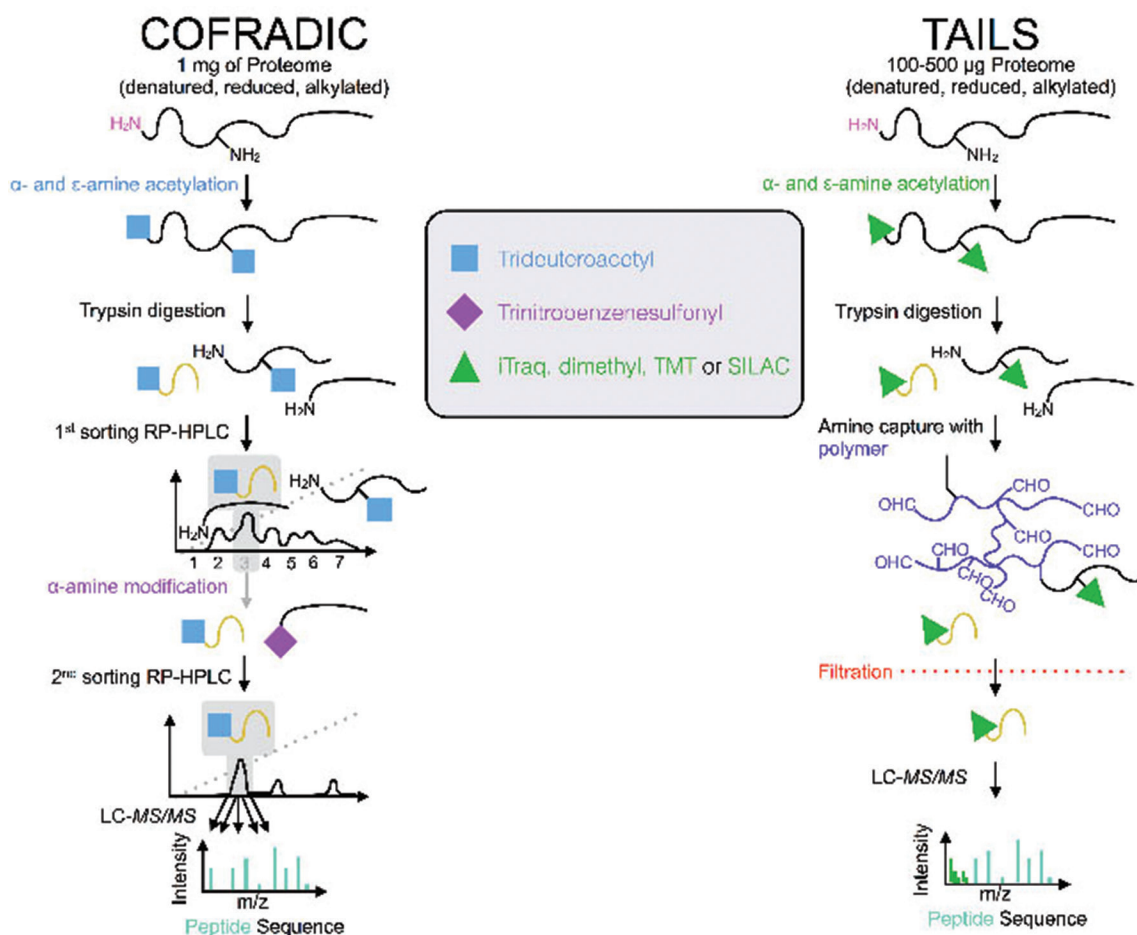 COFRADIC
1 mg of Proteome
(denatured, reduced, alkylated)
H₂N
NH₂
α- and ε-amine acetylation
Trypsin digestion
H₂N
H₂N
1st sorting RP-HPLC
H₂N
H₂N
1 2 3 4 5 6 7
α-amine modification
2nd sorting RP-HPLC
LC-MS/MS
Intensity
m/z
Peptide Sequence
Trideuteroacetyl
Trinitrobenzenesulfonyl
iTraq, dimethyl, TMT or SILAC
TAILS
100-500 µg Proteome
(denatured, reduced, alkylated)
H₂N
NH₂
α- and ε-amine acetylation
Trypsin digestion
H₂N
H₂N
Amine capture with
polymer
CHO
OHC
CHO
CHO
CHO
OHC
CHO
CHO
CHO
CHO
Filtration
LC-MS/MS
Intensity
m/z
Peptide Sequence